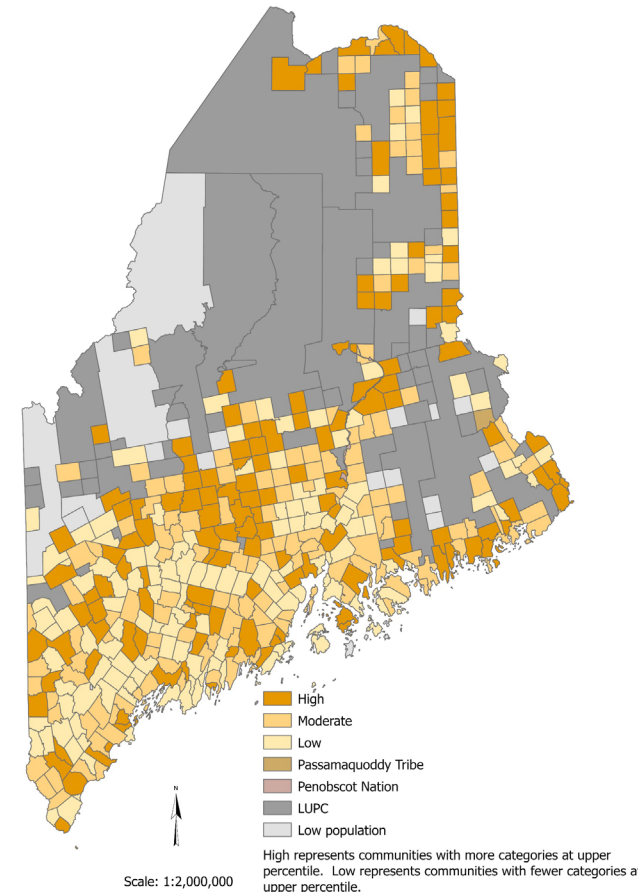 High
Moderate
Low
Passamaquoddy Tribe
Penobscot Nation
LUPC
Low population
N
Scale: 1:2,000,000
High represents communities with more categories at upper
percentile. Low represents communities with fewer categories a
upper percentile.